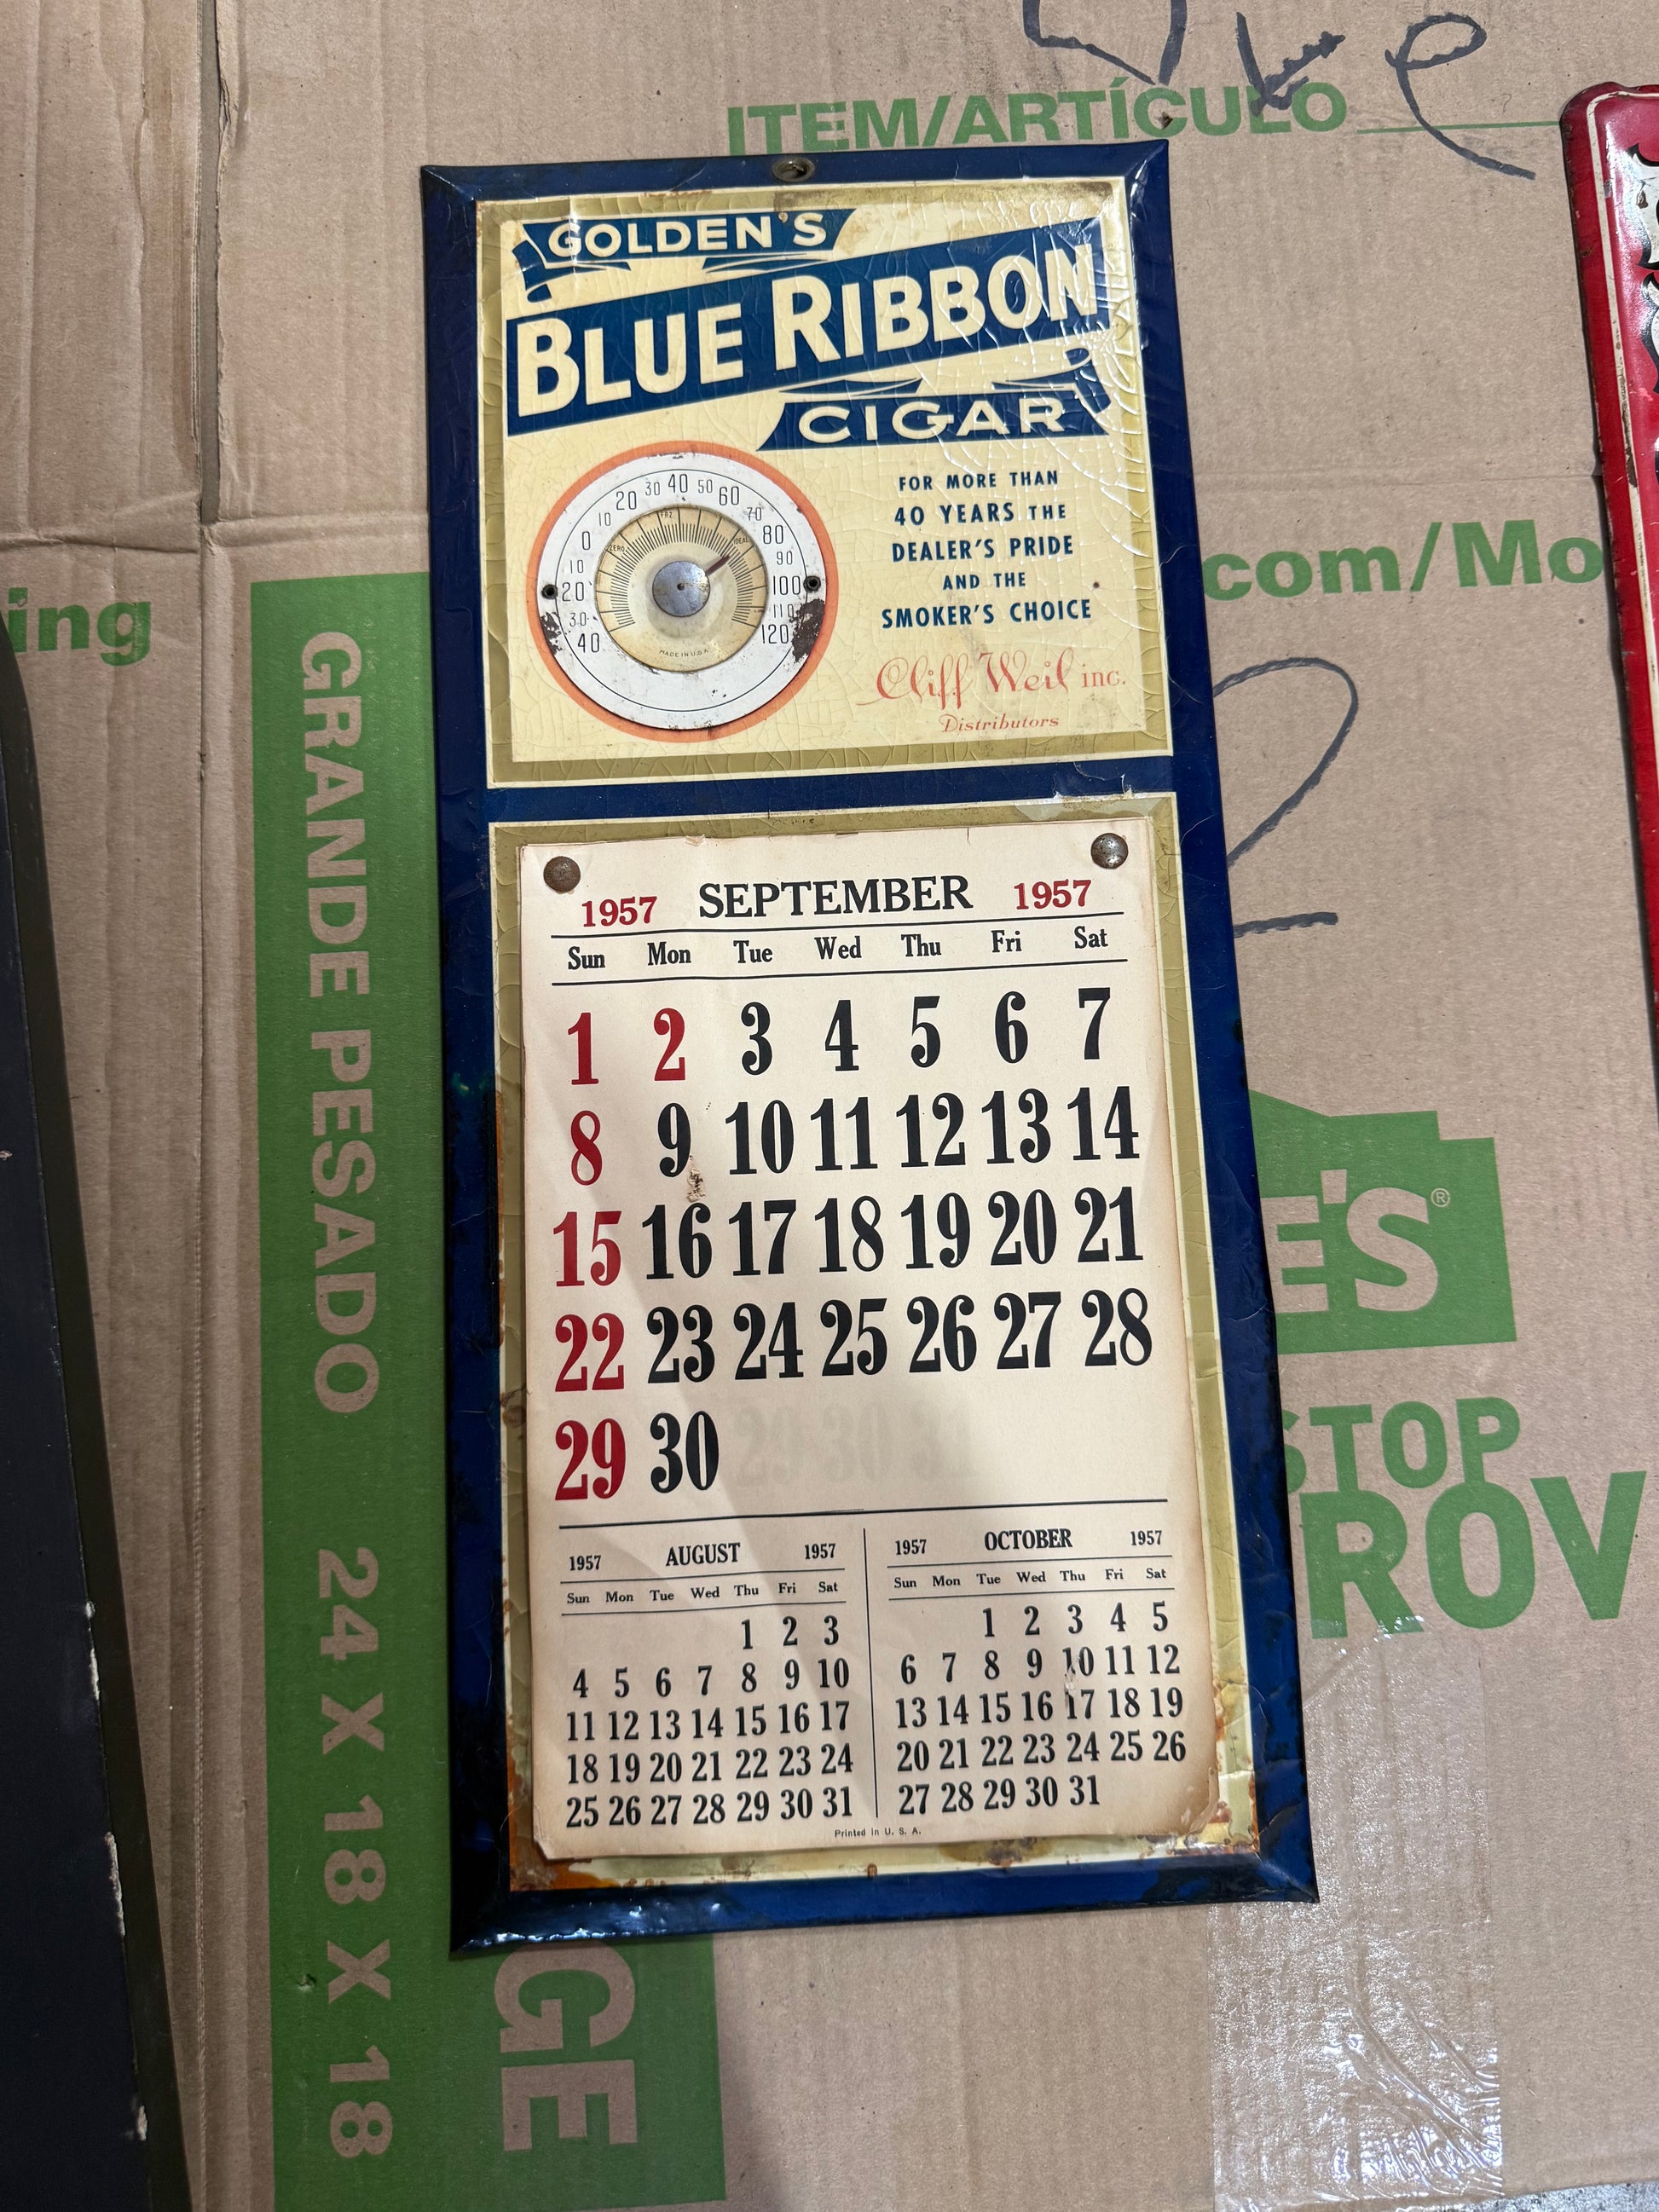 ITEM/ARTÍCULO
GOLDEN'S
BLUE RIBBON
CIGAR
FOR MORE THAN
40 YEARS THE
DEALER'S PRIDE
AND THE
SMOKER'S CHOICE
Cliff Weil inc.
Distributors
40 30 20 10 0 10 20 30 40 50 60 70 80 90 100 110 120
ZERO FRZ IDEAL
MADE IN U.S.A.
1957 SEPTEMBER 1957
Sun Mon Tue Wed Thu Fri Sat
1 2 3 4 5 6 7
8 9 10 11 12 13 14
15 16 17 18 19 20 21
22 23 24 25 26 27 28
29 30
1957 AUGUST 1957
Sun Mon Tue Wed Thu Fri Sat
1 2 3
4 5 6 7 8 9 10
11 12 13 14 15 16 17
18 19 20 21 22 23 24
25 26 27 28 29 30 31
1957 OCTOBER 1957
Sun Mon Tue Wed Thu Fri Sat
1 2 3 4 5
6 7 8 9 10 11 12
13 14 15 16 17 18 19
20 21 22 23 24 25 26
27 28 29 30 31
Printed in U. S. A.
ing
com/Mo
2
GRANDE PESADO 24 X 18 X 18
GE
E'S®
STOP
ROV